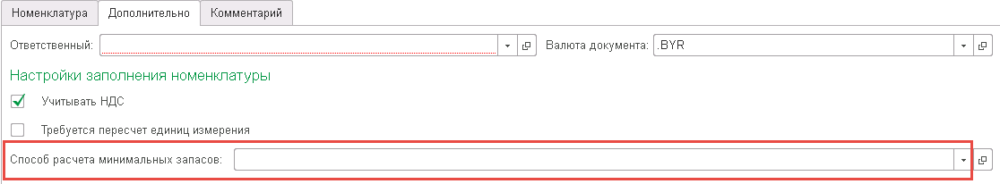 Номенклатура Дополнительно Комментарий
Ответственный: Валюта документа: .BYR
Настройки заполнения номенклатуры
Учитывать НДС
Требуется пересчет единиц измерения
Способ расчета минимальных запасов: